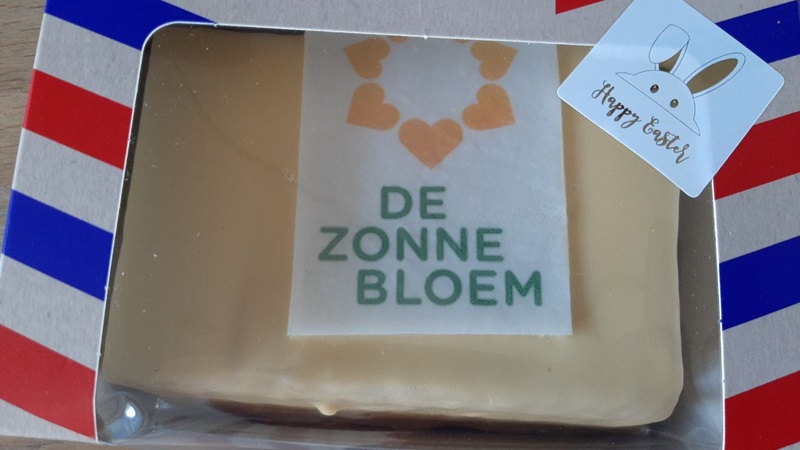 Happy Easter
DE
ZONNE
BLOEM